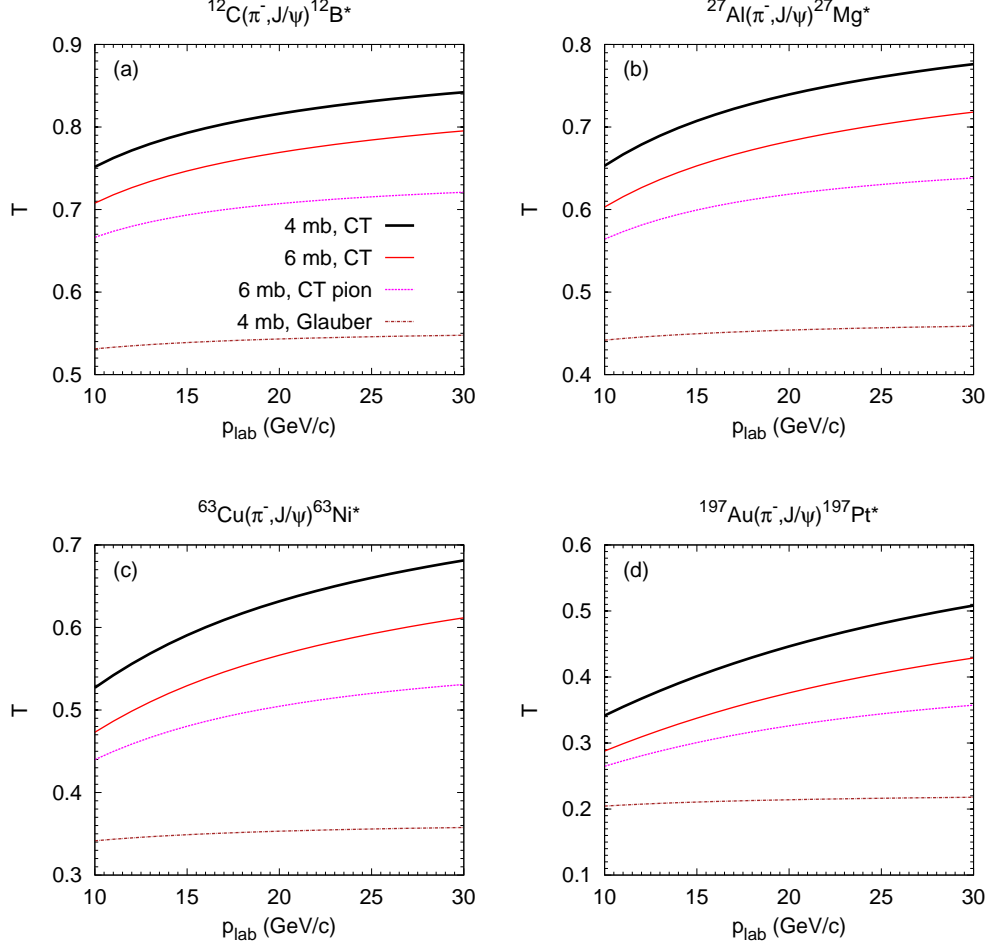 ¹²C(π⁻,J/ψ)¹²B*
(a)
T
0.9
0.8
0.7
0.6
0.5
4 mb, CT
6 mb, CT
6 mb, CT pion
4 mb, Glauber
10 15 20 25 30
p_lab (GeV/c)
²⁷Al(π⁻,J/ψ)²⁷Mg*
(b)
T
0.8
0.7
0.6
0.5
0.4
10 15 20 25 30
p_lab (GeV/c)
⁶³Cu(π⁻,J/ψ)⁶³Ni*
(c)
T
0.7
0.6
0.5
0.4
0.3
10 15 20 25 30
p_lab (GeV/c)
¹⁹⁷Au(π⁻,J/ψ)¹⁹⁷Pt*
(d)
T
0.6
0.5
0.4
0.3
0.2
0.1
10 15 20 25 30
p_lab (GeV/c)